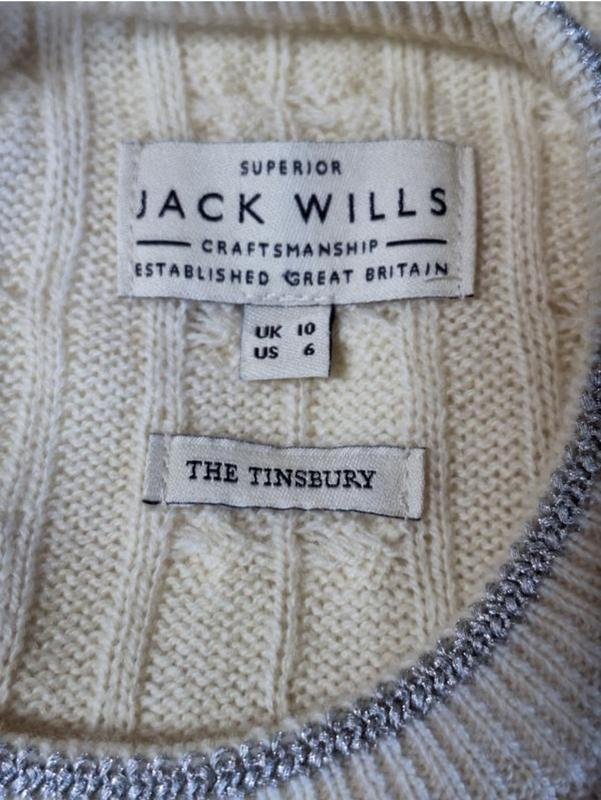 SUPERIOR
JACK WILLS
CRAFTSMANSHIP
ESTABLISHED GREAT BRITAIN
UK 10
US 6
THE TINSBURY